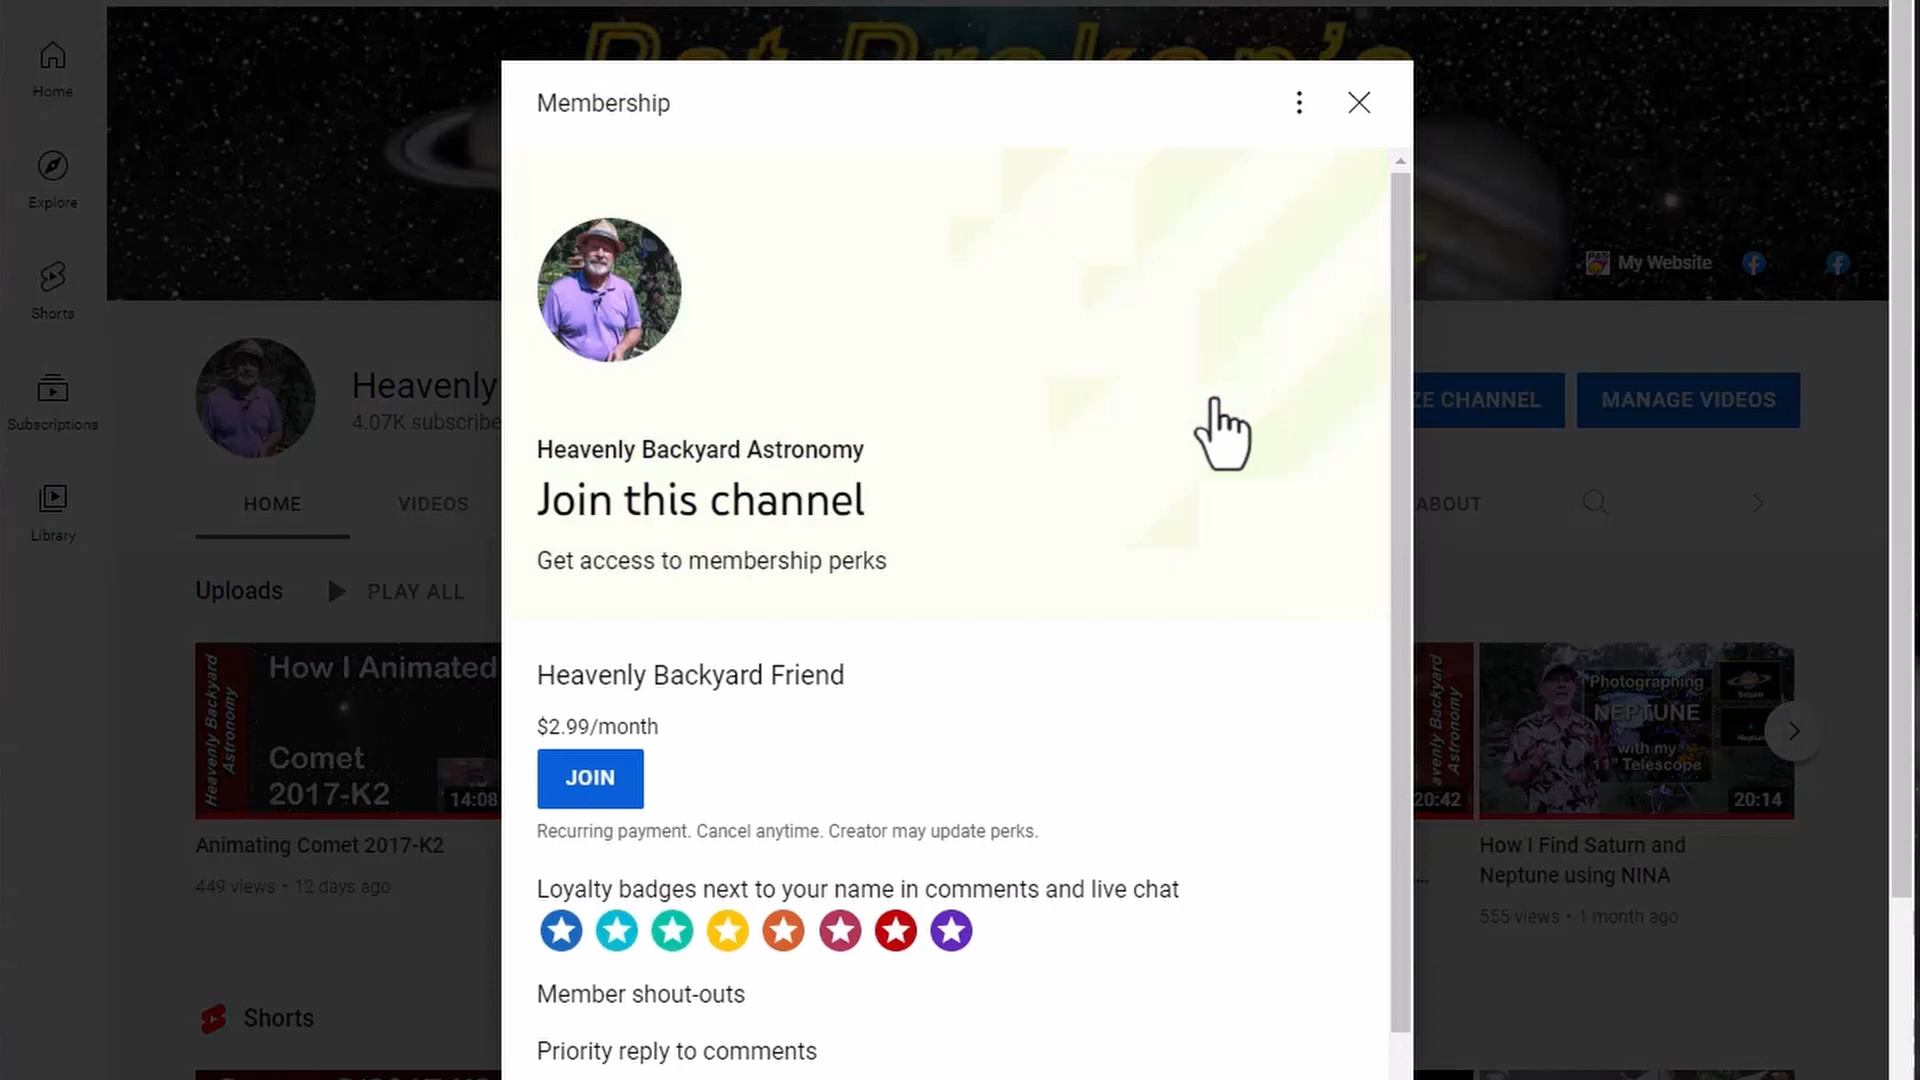 Home
Explore
Shorts
Subscriptions
Library
My Website
Heavenly
4.07K subscribe
ZE CHANNEL
MANAGE VIDEOS
HOME
VIDEOS
ABOUT
Uploads
PLAY ALL
Heavenly Backyard
Astronomy
How I Animated
Comet
2017-K2
14:08
Animating Comet 2017-K2
449 views • 12 days ago
Shorts
Membership
Heavenly Backyard Astronomy
Join this channel
Get access to membership perks
Heavenly Backyard Friend
$2.99/month
JOIN
Recurring payment. Cancel anytime. Creator may update perks.
Loyalty badges next to your name in comments and live chat
Member shout-outs
Priority reply to comments
avenly Backyard
Astronomy
20:42
...
Photographing
NEPTUNE
with my
11" Telescope
Saturn
20:14
How I Find Saturn and
Neptune using NINA
555 views • 1 month ago